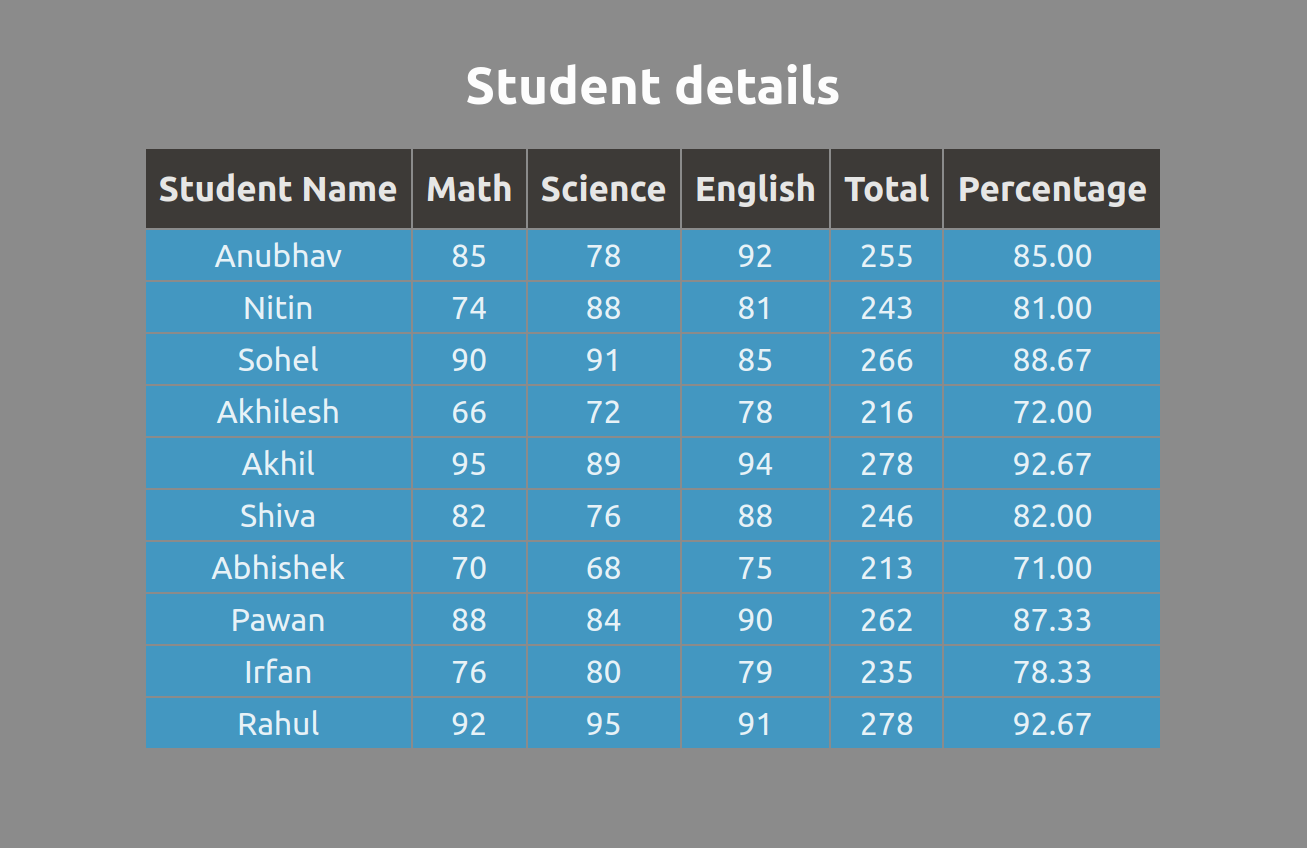 Student details
Student Name Math Science English Total Percentage
Anubhav 85 78 92 255 85.00
Nitin 74 88 81 243 81.00
Sohel 90 91 85 266 88.67
Akhilesh 66 72 78 216 72.00
Akhil 95 89 94 278 92.67
Shiva 82 76 88 246 82.00
Abhishek 70 68 75 213 71.00
Pawan 88 84 90 262 87.33
Irfan 76 80 79 235 78.33
Rahul 92 95 91 278 92.67